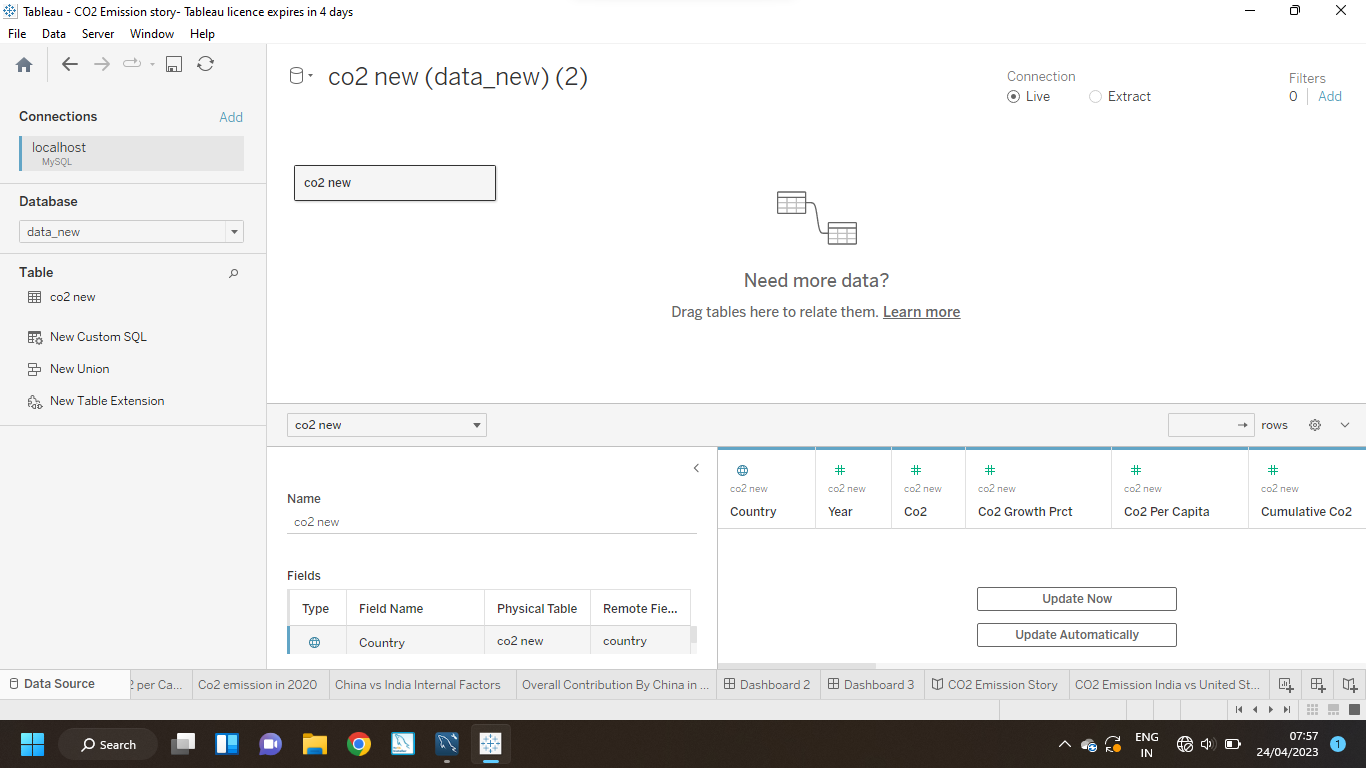 Tableau - CO2 Emission story- Tableau licence expires in 4 days
File Data Server Window Help
co2 new (data_new) (2)
Connection
Live Extract
Filters
0 Add
Connections Add
localhost
MySQL
Database
data_new
Table
co2 new
New Custom SQL
New Union
New Table Extension
co2 new
Need more data?
Drag tables here to relate them. Learn more
co2 new
rows
Name
co2 new
Fields
Type Field Name Physical Table Remote Fie...
Country co2 new country
co2 new co2 new co2 new co2 new co2 new co2 new
Country Year Co2 Co2 Growth Prct Co2 Per Capita Cumulative Co2
Update Now
Update Automatically
Data Source 2 per Ca... Co2 emission in 2020 China vs India Internal Factors Overall Contribution By China in ... Dashboard 2 Dashboard 3 CO2 Emission Story CO2 Emission India vs United St...
Search
ENG
IN
07:57
24/04/2023
1